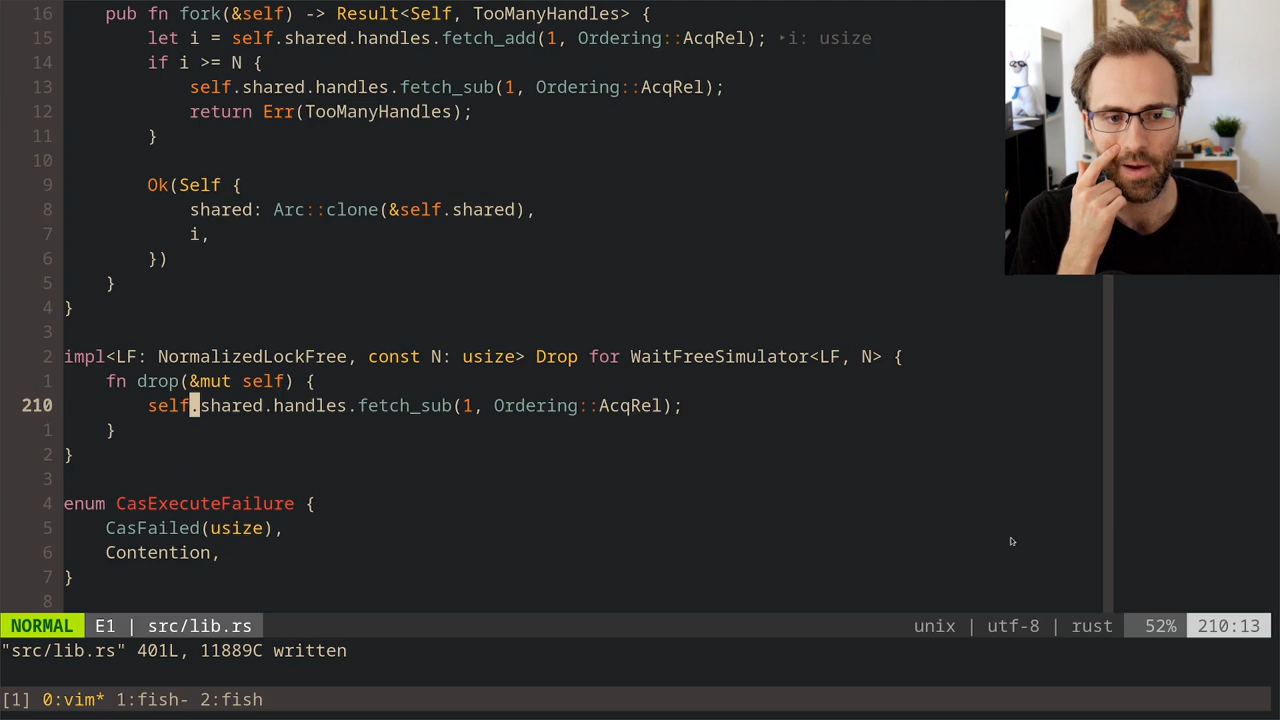 16 pub fn fork(&self) -> Result<Self, TooManyHandles> {
15 let i = self.shared.handles.fetch_add(1, Ordering::AcqRel); ‣i: usize
14 if i >= N {
13 self.shared.handles.fetch_sub(1, Ordering::AcqRel);
12 return Err(TooManyHandles);
11 }
10
9 Ok(Self {
8 shared: Arc::clone(&self.shared),
7 i,
6 })
5 }
4 }
3
2 impl<LF: NormalizedLockFree, const N: usize> Drop for WaitFreeSimulator<LF, N> {
1 fn drop(&mut self) {
210 self.shared.handles.fetch_sub(1, Ordering::AcqRel);
1 }
2 }
3
4 enum CasExecuteFailure {
5 CasFailed(usize),
6 Contention,
7 }
8
NORMAL E1 | src/lib.rs unix | utf-8 | rust 52% 210:13
"src/lib.rs" 401L, 11889C written
[1] 0:vim* 1:fish- 2:fish